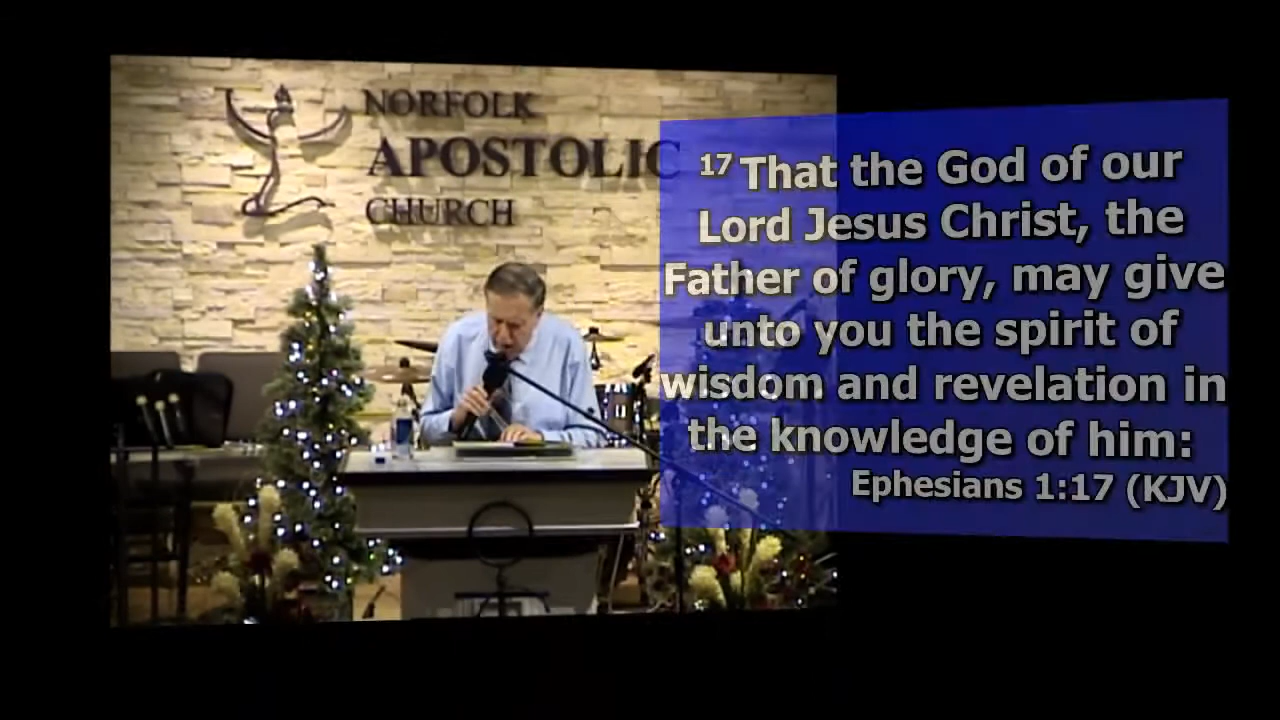 NORFOLK
APOSTOLIC
CHURCH
17 That the God of our
Lord Jesus Christ, the
Father of glory, may give
unto you the spirit of
wisdom and revelation in
the knowledge of him:
Ephesians 1:17 (KJV)